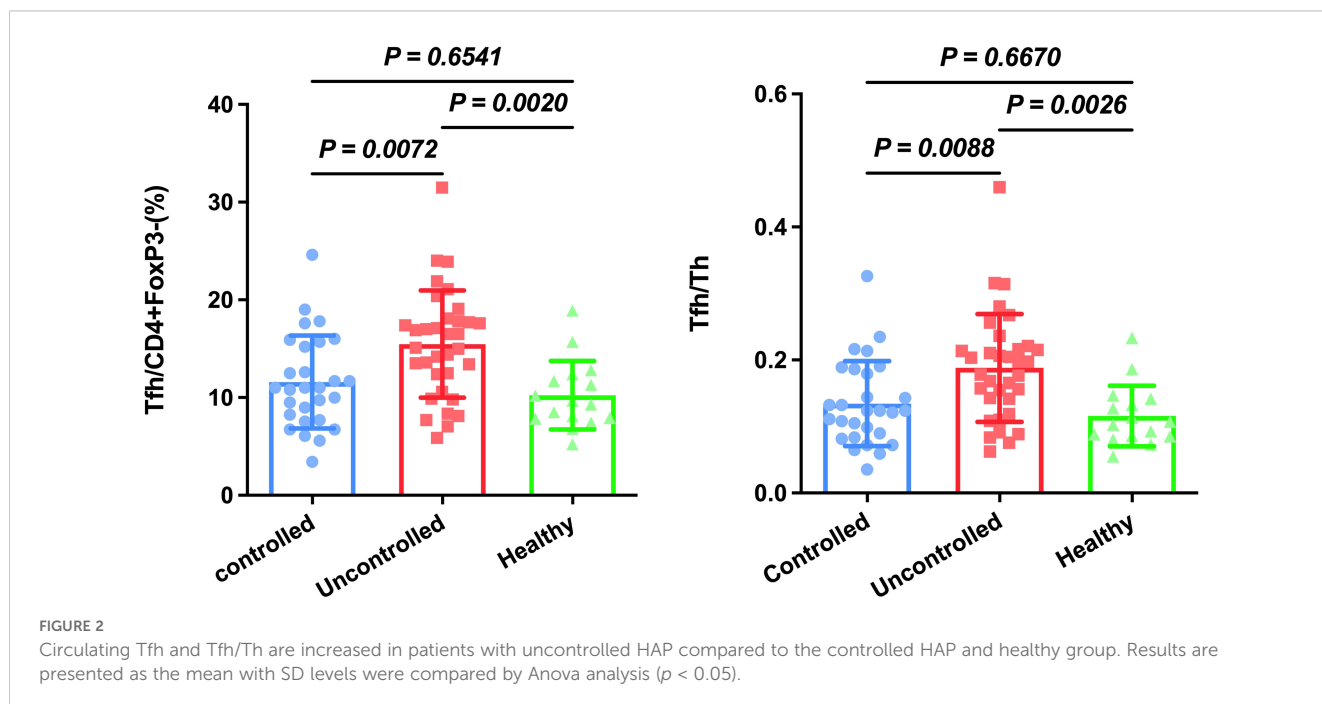 P = 0.6541
P = 0.0020
P = 0.0072
Tfh/CD4+FoxP3-(%)
40
30
20
10
0
controlled
Uncontrolled
Healthy
P = 0.6670
P = 0.0026
P = 0.0088
Tfh/Th
0.6
0.4
0.2
0.0
Controlled
Uncontrolled
Healthy
FIGURE 2
Circulating Tfh and Tfh/Th are increased in patients with uncontrolled HAP compared to the controlled HAP and healthy group. Results are
presented as the mean with SD levels were compared by Anova analysis (p < 0.05).